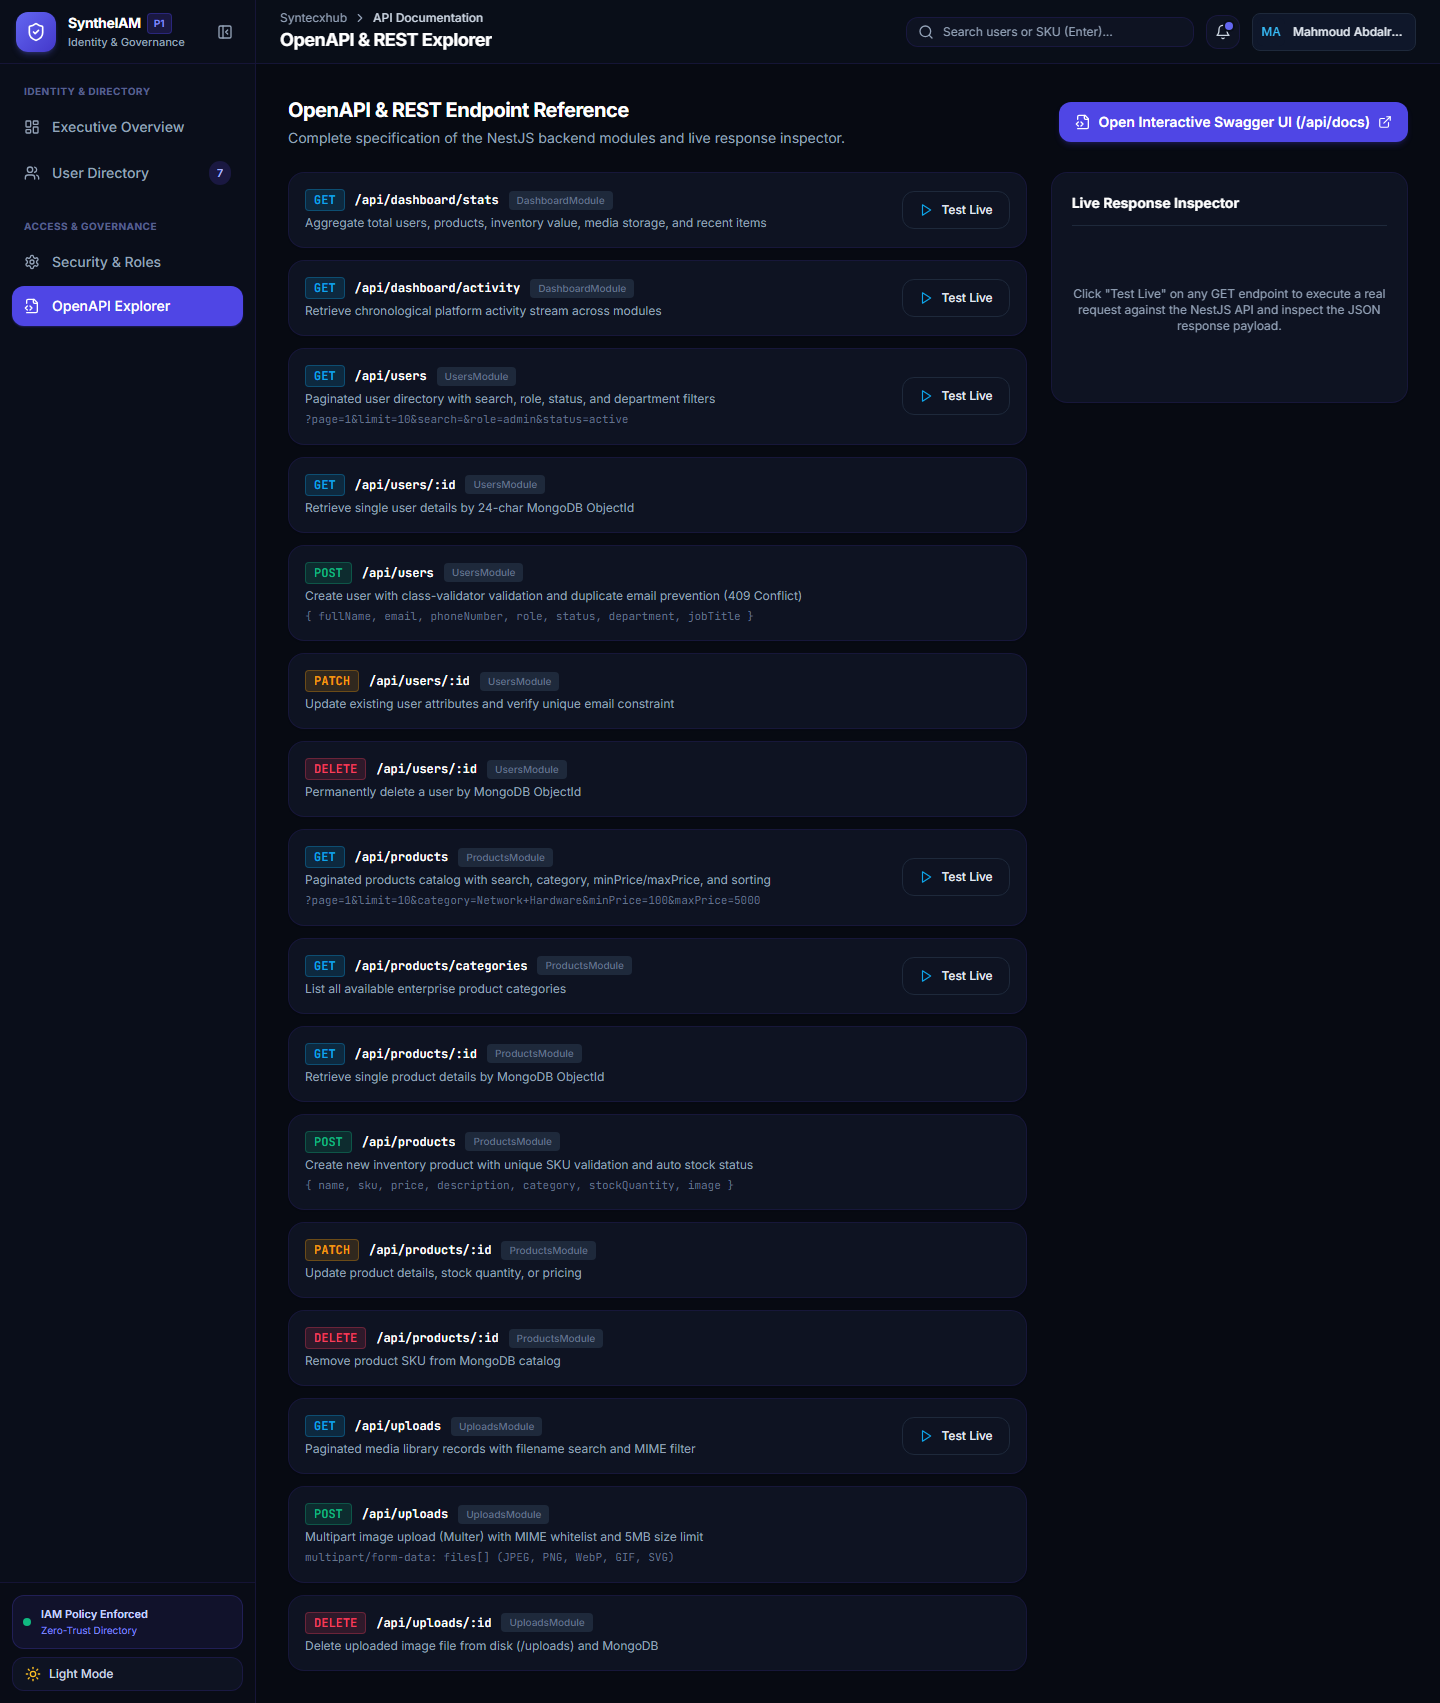 SyntheIAM P1
Identity & Governance
IDENTITY & DIRECTORY
Executive Overview
User Directory 7
ACCESS & GOVERNANCE
Security & Roles
OpenAPI Explorer
IAM Policy Enforced
Zero-Trust Directory
Light Mode
Syntecxhub > API Documentation
OpenAPI & REST Explorer
Search users or SKU (Enter)...
MA Mahmoud Abdalr...
OpenAPI & REST Endpoint Reference
Complete specification of the NestJS backend modules and live response inspector.
Open Interactive Swagger UI (/api/docs)
GET /api/dashboard/stats DashboardModule
Aggregate total users, products, inventory value, media storage, and recent items
Test Live
GET /api/dashboard/activity DashboardModule
Retrieve chronological platform activity stream across modules
Test Live
GET /api/users UsersModule
Paginated user directory with search, role, status, and department filters
?page=1&limit=10&search=&role=admin&status=active
Test Live
GET /api/users/:id UsersModule
Retrieve single user details by 24-char MongoDB ObjectId
POST /api/users UsersModule
Create user with class-validator validation and duplicate email prevention (409 Conflict)
{ fullName, email, phoneNumber, role, status, department, jobTitle }
PATCH /api/users/:id UsersModule
Update existing user attributes and verify unique email constraint
DELETE /api/users/:id UsersModule
Permanently delete a user by MongoDB ObjectId
GET /api/products ProductsModule
Paginated products catalog with search, category, minPrice/maxPrice, and sorting
?page=1&limit=10&category=Network+Hardware&minPrice=100&maxPrice=5000
Test Live
GET /api/products/categories ProductsModule
List all available enterprise product categories
Test Live
GET /api/products/:id ProductsModule
Retrieve single product details by MongoDB ObjectId
POST /api/products ProductsModule
Create new inventory product with unique SKU validation and auto stock status
{ name, sku, price, description, category, stockQuantity, image }
PATCH /api/products/:id ProductsModule
Update product details, stock quantity, or pricing
DELETE /api/products/:id ProductsModule
Remove product SKU from MongoDB catalog
GET /api/uploads UploadsModule
Paginated media library records with filename search and MIME filter
Test Live
POST /api/uploads UploadsModule
Multipart image upload (Multer) with MIME whitelist and 5MB size limit
multipart/form-data: files[] (JPEG, PNG, WebP, GIF, SVG)
DELETE /api/uploads/:id UploadsModule
Delete uploaded image file from disk (/uploads) and MongoDB
Live Response Inspector
Click "Test Live" on any GET endpoint to execute a real
request against the NestJS API and inspect the JSON
response payload.